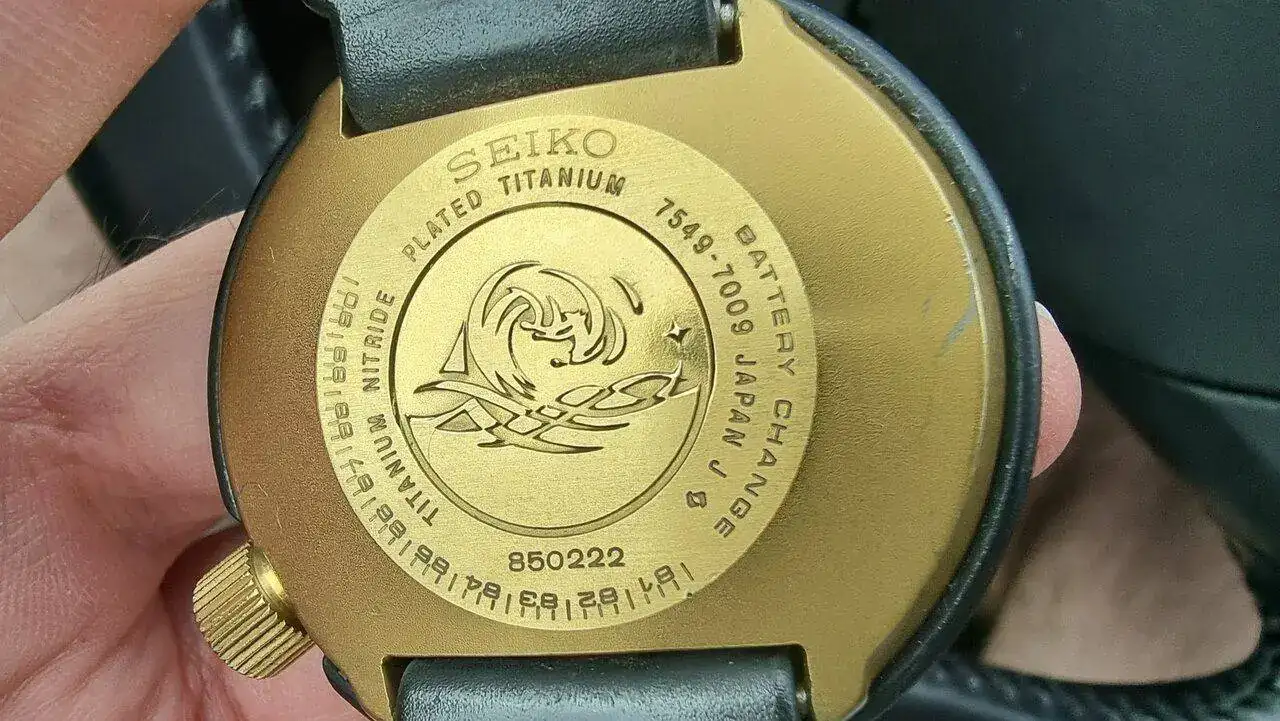 SEIKO
TITANIUM NITRIDE PLATED TITANIUM 7549-7009 JAPAN J
BATTERY CHANGE
850222
81 82 83 84 85 86 87 88 89 90